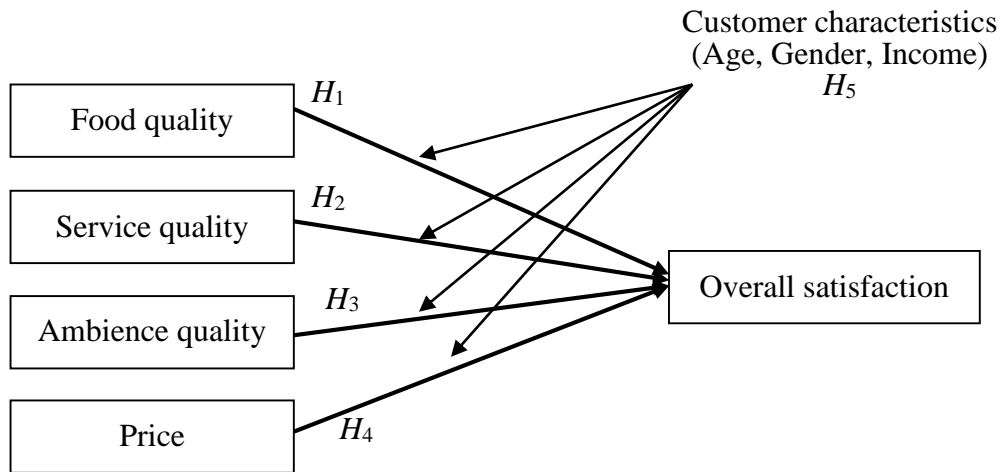 Customer characteristics
(Age, Gender, Income)
H5
H1
Food quality
H2
Service quality
Overall satisfaction
H3
Ambience quality
H4
Price